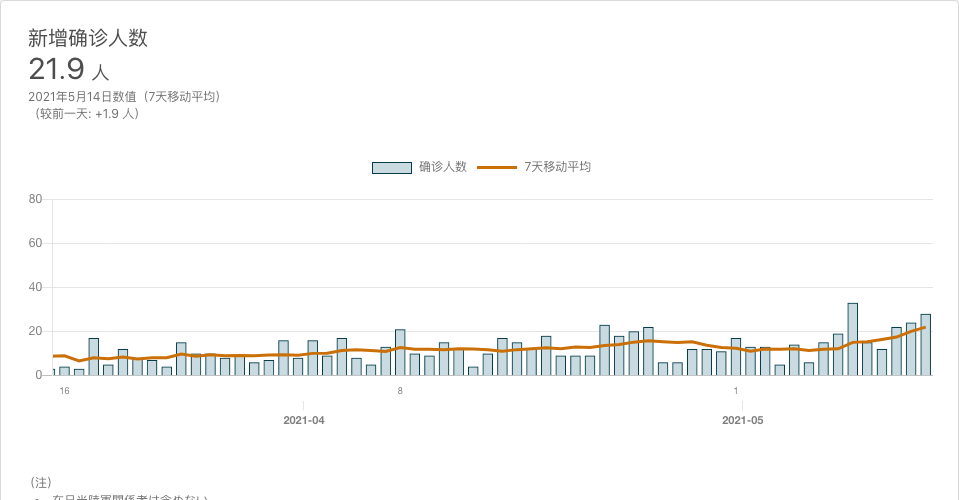 新增确诊人数
21.9 人
2021年5月14日数值（7天移动平均）
（较前一天: +1.9 人）
确诊人数 7天移动平均
80
60
40
20
0
16 8 1
2021-04 2021-05
（注）